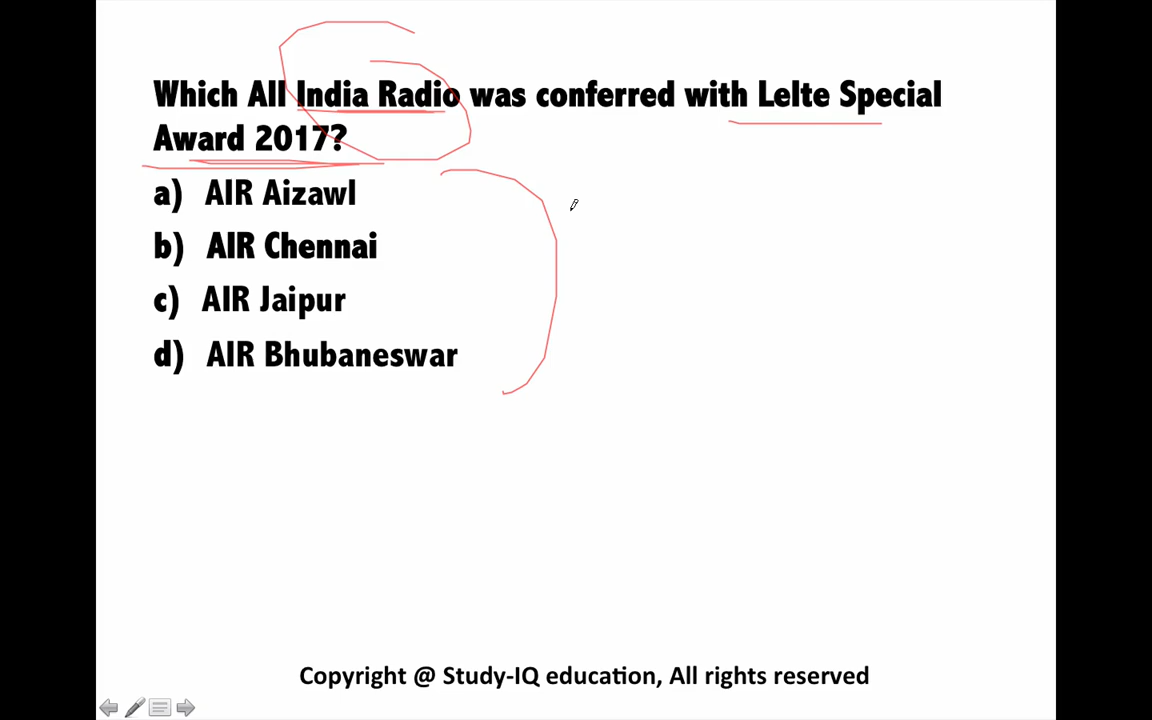 Which All India Radio was conferred with Lelte Special
Award 2017?
a) AIR Aizawl
b) AIR Chennai
c) AIR Jaipur
d) AIR Bhubaneswar
Copyright @ Study-IQ education, All rights reserved